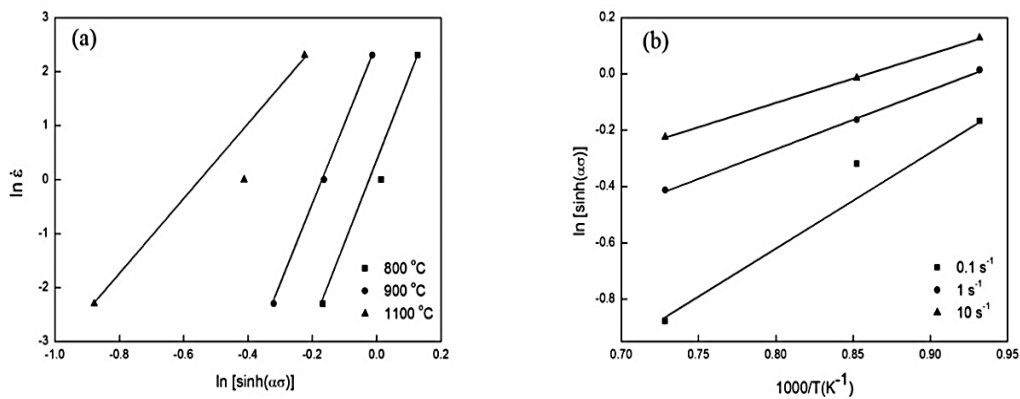 (a)
3
2
1
0
-1
-2
-3
ln ε̇
-1.0 -0.8 -0.6 -0.4 -0.2 0.0 0.2
ln [sinh(ασ)]
800 °C
900 °C
1100 °C
(b)
0.0
-0.2
-0.4
-0.6
-0.8
ln [sinh(ασ)]
0.70 0.75 0.80 0.85 0.90 0.95
1000/T(K⁻¹)
0.1 s⁻¹
1 s⁻¹
10 s⁻¹